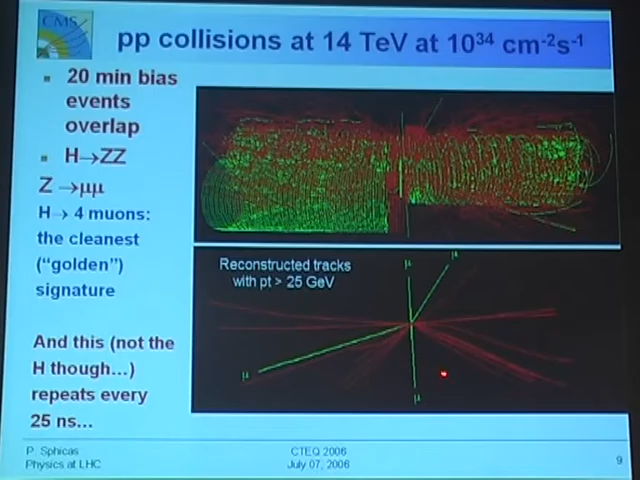 CMS
pp collisions at 14 TeV at 10³⁴ cm⁻²s⁻¹
20 min bias
events
overlap
H→ZZ
Z →μμ
H→ 4 muons:
the cleanest
("golden")
signature
And this (not the
H though...)
repeats every
25 ns...
Reconstructed tracks
with pt > 25 GeV
μ
μ
μ
μ
P. Sphicas
Physics at LHC
CTEQ 2006
July 07, 2006
9